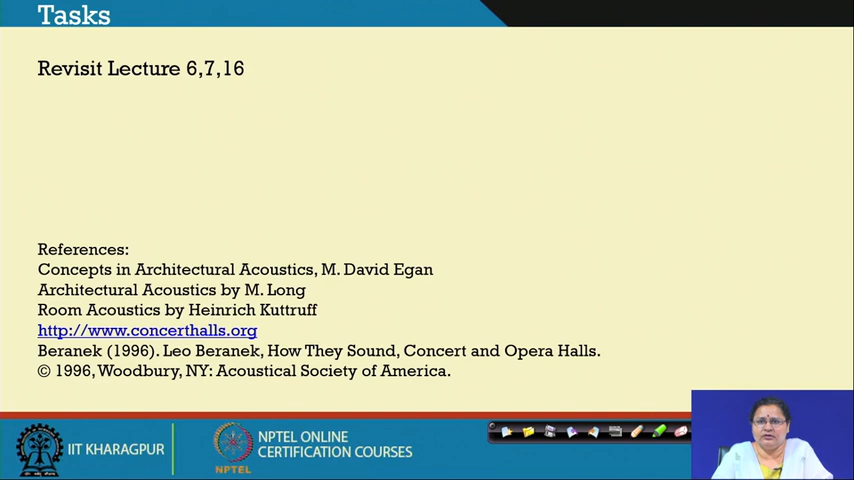 Tasks
Revisit Lecture 6,7,16
References:
Concepts in Architectural Acoustics, M. David Egan
Architectural Acoustics by M. Long
Room Acoustics by Heinrich Kuttruff
http://www.concerthalls.org
Beranek (1996). Leo Beranek, How They Sound, Concert and Opera Halls.
© 1996, Woodbury, NY: Acoustical Society of America.
IIT KHARAGPUR
NPTEL
NPTEL ONLINE
CERTIFICATION COURSES